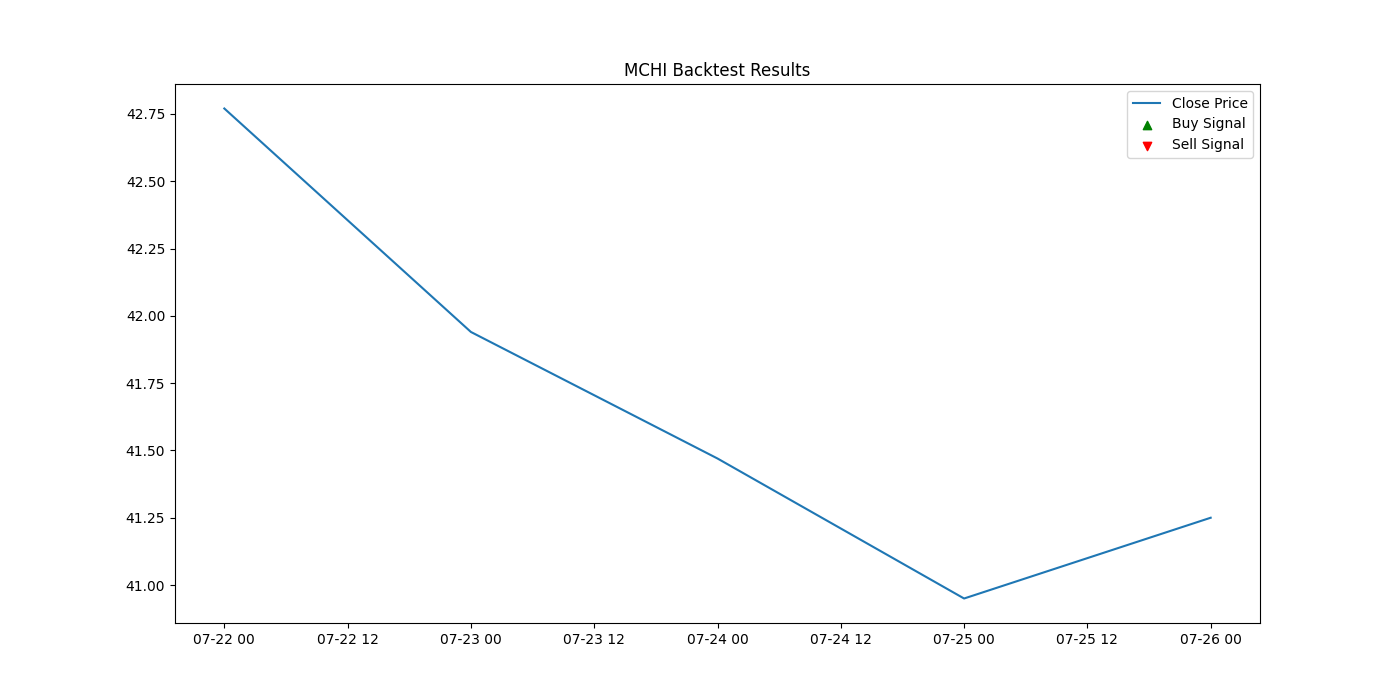 MCHI Backtest Results
Close Price
Buy Signal
Sell Signal
42.75
42.50
42.25
42.00
41.75
41.50
41.25
41.00
07-22 00 07-22 12 07-23 00 07-23 12 07-24 00 07-24 12 07-25 00 07-25 12 07-26 00